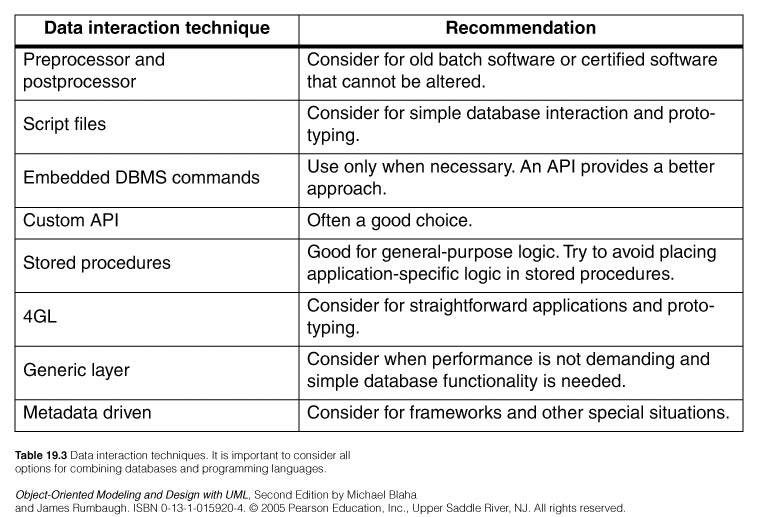 Data interaction technique Recommendation
Preprocessor and
postprocessor
Consider for old batch software or certified software
that cannot be altered.
Script files
Consider for simple database interaction and proto-
typing.
Embedded DBMS commands
Use only when necessary. An API provides a better
approach.
Custom API
Often a good choice.
Stored procedures
Good for general-purpose logic. Try to avoid placing
application-specific logic in stored procedures.
4GL
Consider for straightforward applications and proto-
typing.
Generic layer
Consider when performance is not demanding and
simple database functionality is needed.
Metadata driven
Consider for frameworks and other special situations.
Table 19.3 Data interaction techniques. It is important to consider all
options for combining databases and programming languages.
Object-Oriented Modeling and Design with UML, Second Edition by Michael Blaha
and James Rumbaugh. ISBN 0-13-1-015920-4. © 2005 Pearson Education, Inc., Upper Saddle River, NJ. All rights reserved.